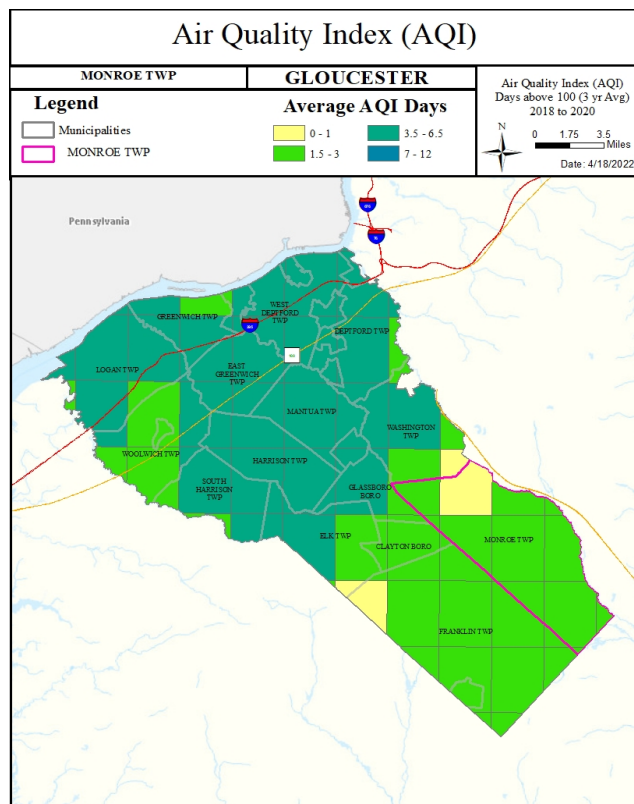 Air Quality Index (AQI)
MONROE TWP
GLOUCESTER
Legend
Municipalities
MONROE TWP
Average AQI Days
0 - 1
3.5 - 6.5
1.5 - 3
7 - 12
Air Quality Index (AQI)
Days above 100 (3 yr Avg)
2018 to 2020
N
0 1.75 3.5
Miles
Date: 4/18/2022
Pennsylvania
GREENWICH TWP
WEST
DEPTFORD
TWP
DEPTFORD TWP
LOGAN TWP
EAST
GREENWICH
TWP
MANTUA TWP
WASHINGTON
TWP
WOOLWICH TWP
HARRISON TWP
SOUTH
HARRISON
TWP
GLASSBORO
BORO
ELK TWP
CLAYTON BORO
MONROE TWP
FRANKLIN TWP